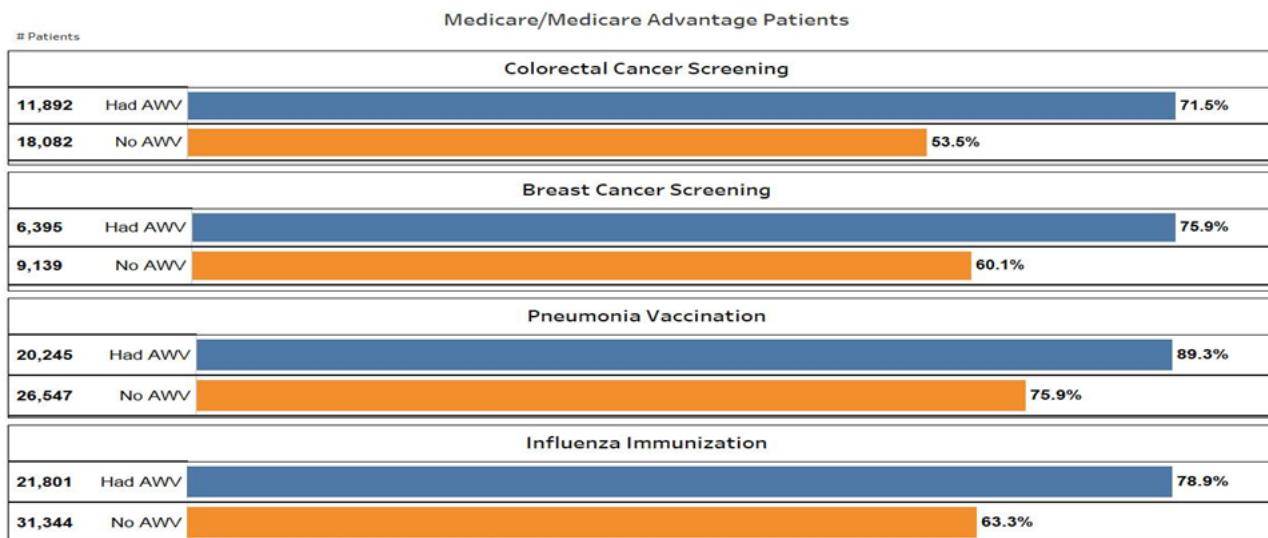 Medicare/Medicare Advantage Patients
# Patients
Colorectal Cancer Screening
11,892 Had AWV 71.5%
18,082 No AWV 53.5%
Breast Cancer Screening
6,395 Had AWV 75.9%
9,139 No AWV 60.1%
Pneumonia Vaccination
20,245 Had AWV 89.3%
26,547 No AWV 75.9%
Influenza Immunization
21,801 Had AWV 78.9%
31,344 No AWV 63.3%